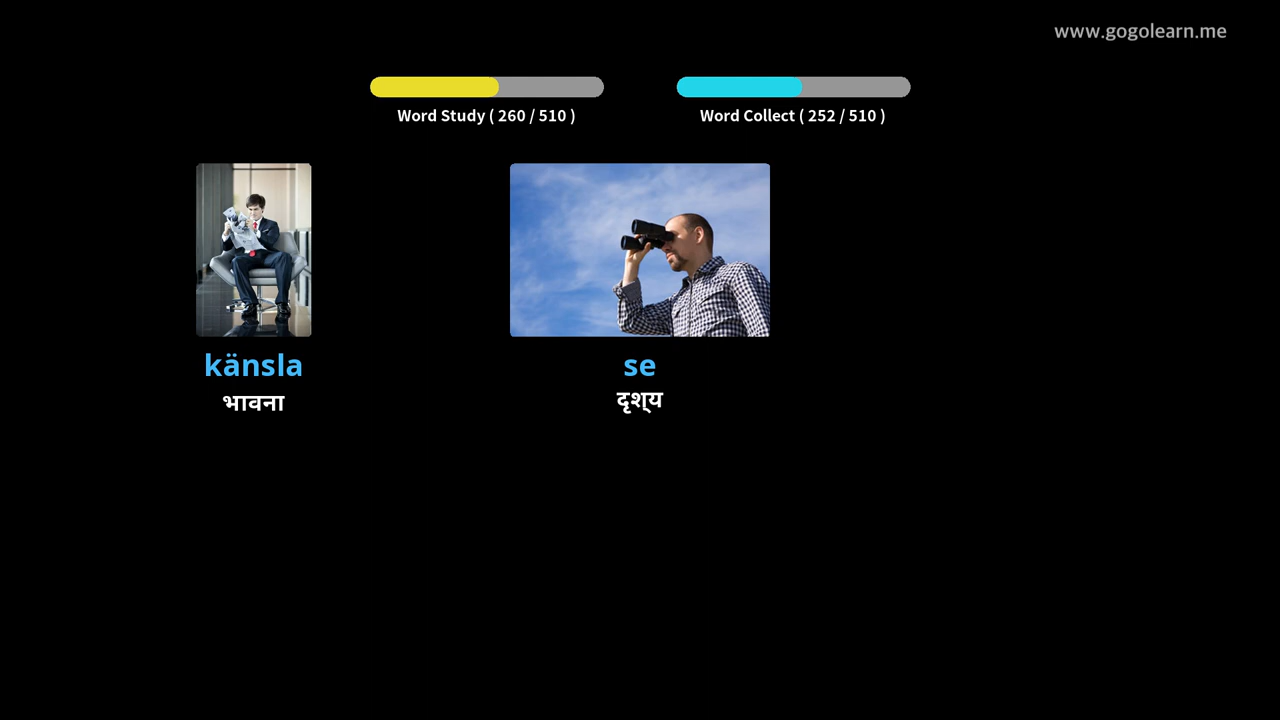 www.gogolearn.me
Word Study ( 260 / 510 )
Word Collect ( 252 / 510 )
känsla
भावना
se
दृश्य